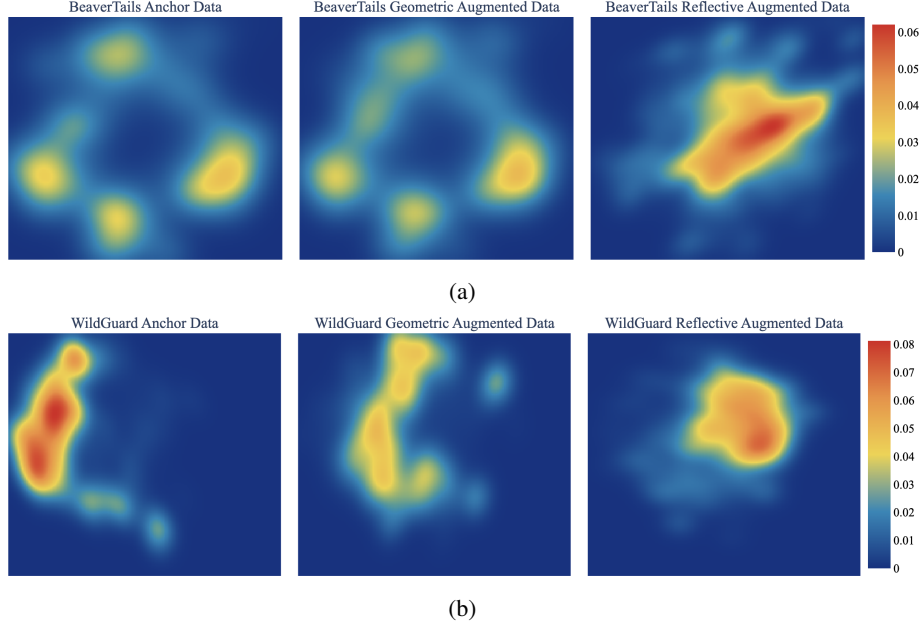 BeaverTails Anchor Data
BeaverTails Geometric Augmented Data
BeaverTails Reflective Augmented Data
0.06
0.05
0.04
0.03
0.02
0.01
0
(a)
WildGuard Anchor Data
WildGuard Geometric Augmented Data
WildGuard Reflective Augmented Data
0.08
0.07
0.06
0.05
0.04
0.03
0.02
0.01
0
(b)